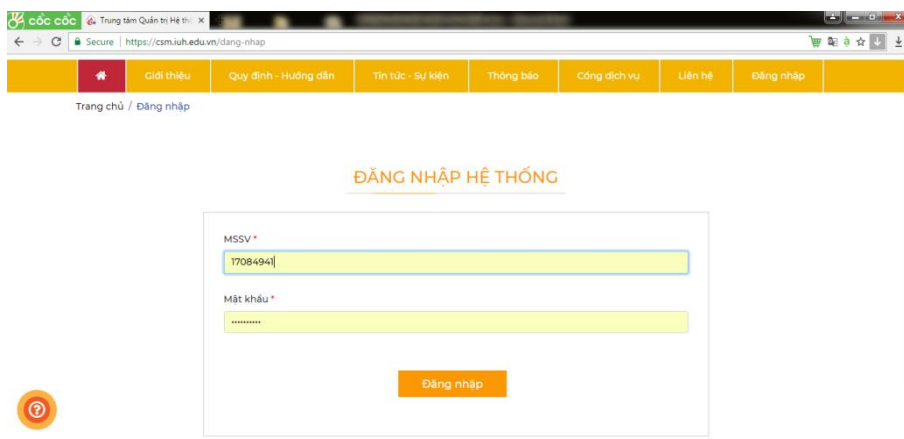 cốc cốc Trung tâm Quản trị Hệ thố
Secure https://csm.iuh.edu.vn/dang-nhap
Giới thiệu Quy định - Hướng dẫn Tin tức - Sự kiện Thông báo Cổng dịch vụ Liên hệ Đăng nhập
Trang chủ / Đăng nhập
ĐĂNG NHẬP HỆ THỐNG
MSSV *
17084941
Mật khẩu *
••••••••••
Đăng nhập